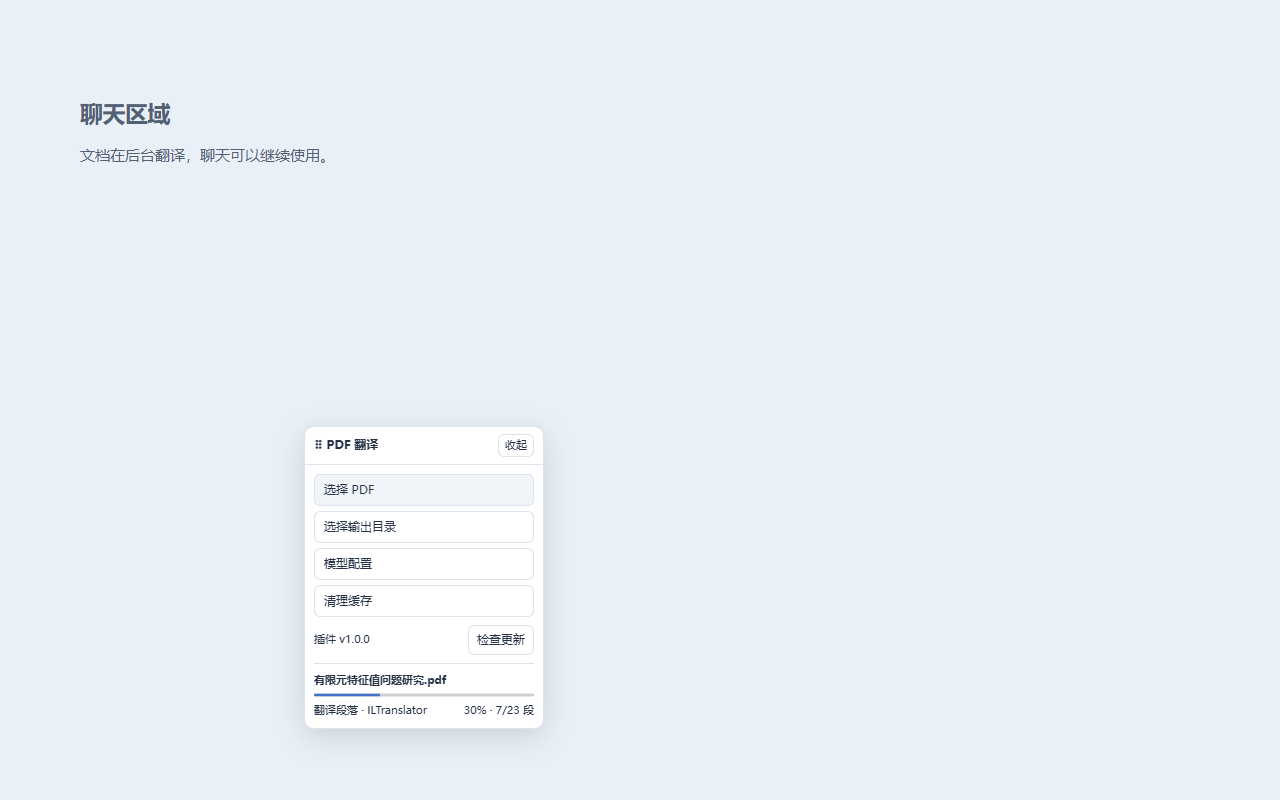 聊天区域
文档在后台翻译，聊天可以继续使用。
⠿ PDF 翻译 收起
选择 PDF
选择输出目录
模型配置
清理缓存
插件 v1.0.0 检查更新
有限元特征值问题研究.pdf
翻译段落 · ILTranslator 30% · 7/23 段